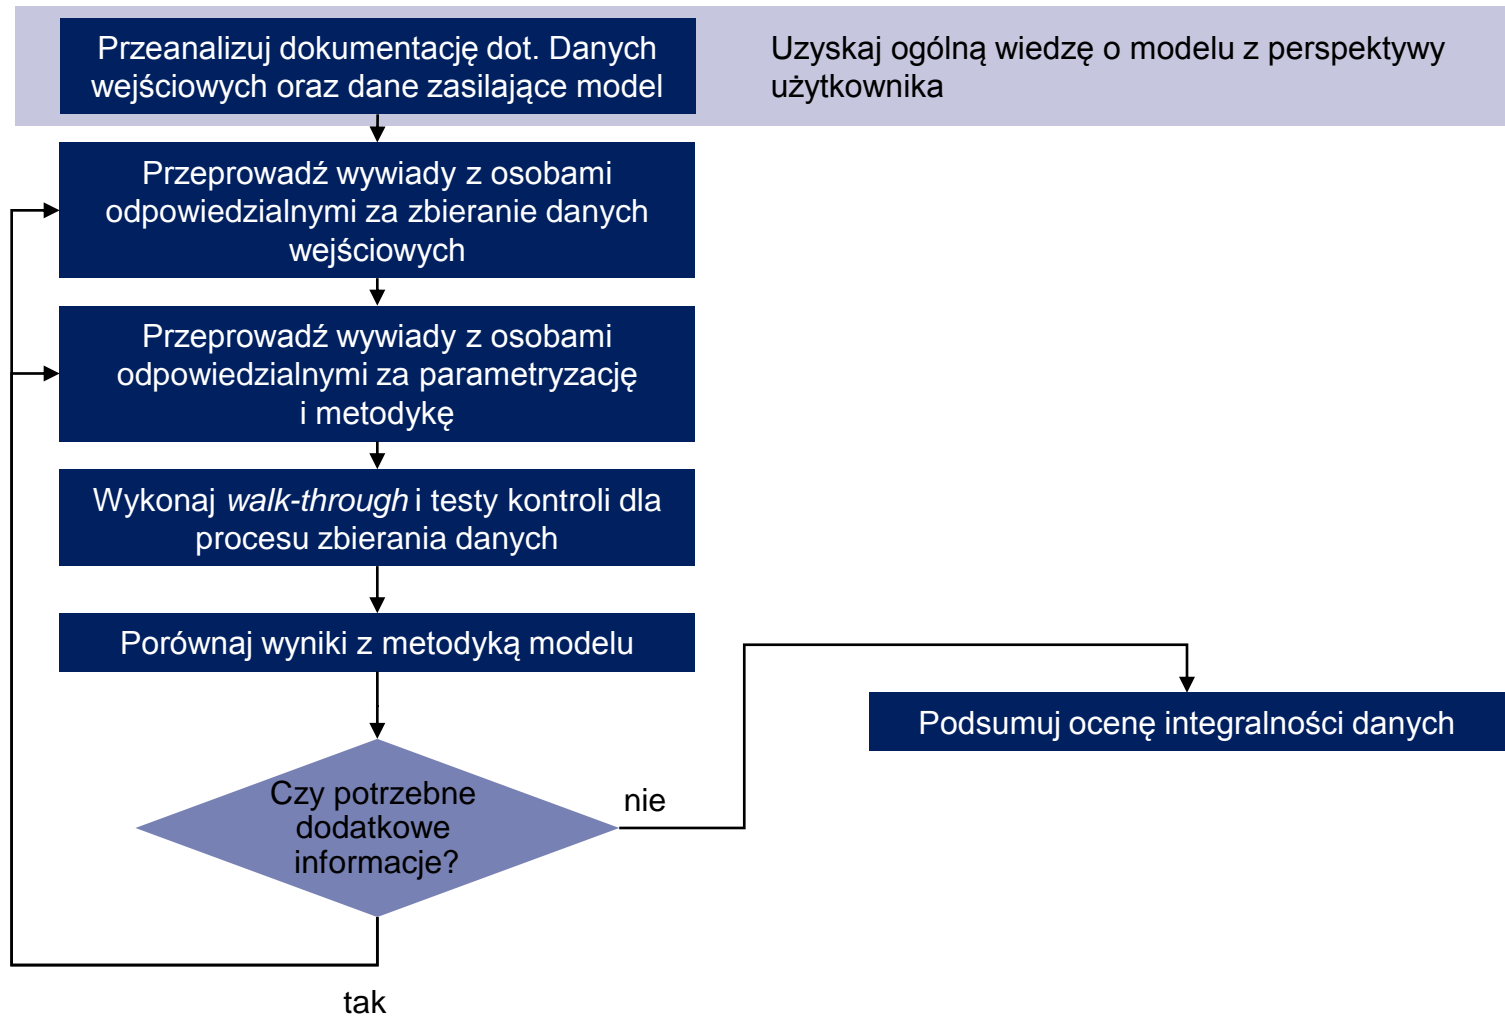 Przeanalizuj dokumentację dot. Danych
wejściowych oraz dane zasilające model
Uzyskaj ogólną wiedzę o modelu z perspektywy
użytkownika
Przeprowadź wywiady z osobami
odpowiedzialnymi za zbieranie danych
wejściowych
Przeprowadź wywiady z osobami
odpowiedzialnymi za parametryzację
i metodykę
Wykonaj walk-through i testy kontroli dla
procesu zbierania danych
Porównaj wyniki z metodyką modelu
Podsumuj ocenę integralności danych
Czy potrzebne
dodatkowe
informacje?
nie
tak